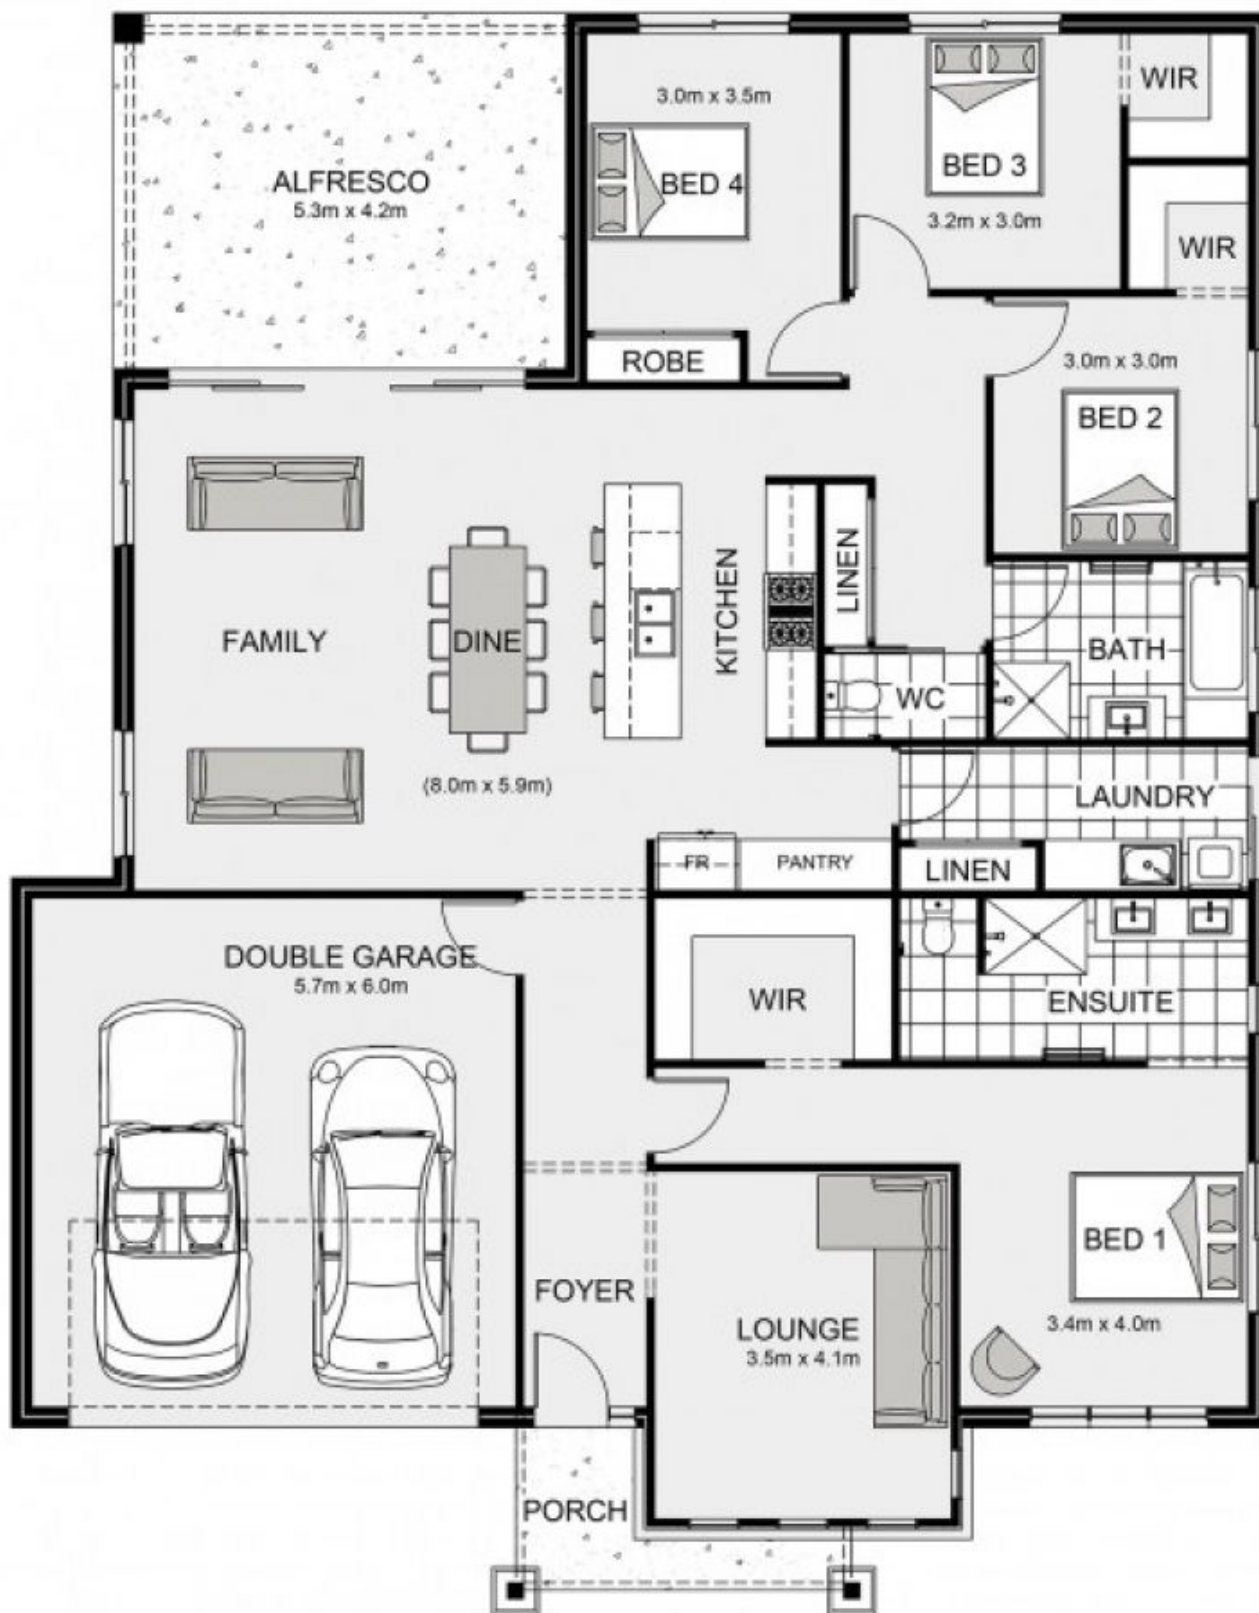 3.0m x 3.5m
WIR
ALFRESCO
5.3m x 4.2m
BED 4
BED 3
3.2m x 3.0m
WIR
ROBE
3.0m x 3.0m
BED 2
LINEN
KITCHEN
FAMILY
DINE
BATH
WC
(8.0m x 5.9m)
LAUNDRY
FR
PANTRY
LINEN
DOUBLE GARAGE
5.7m x 6.0m
WIR
ENSUITE
BED 1
3.4m x 4.0m
FOYER
LOUNGE
3.5m x 4.1m
PORCH